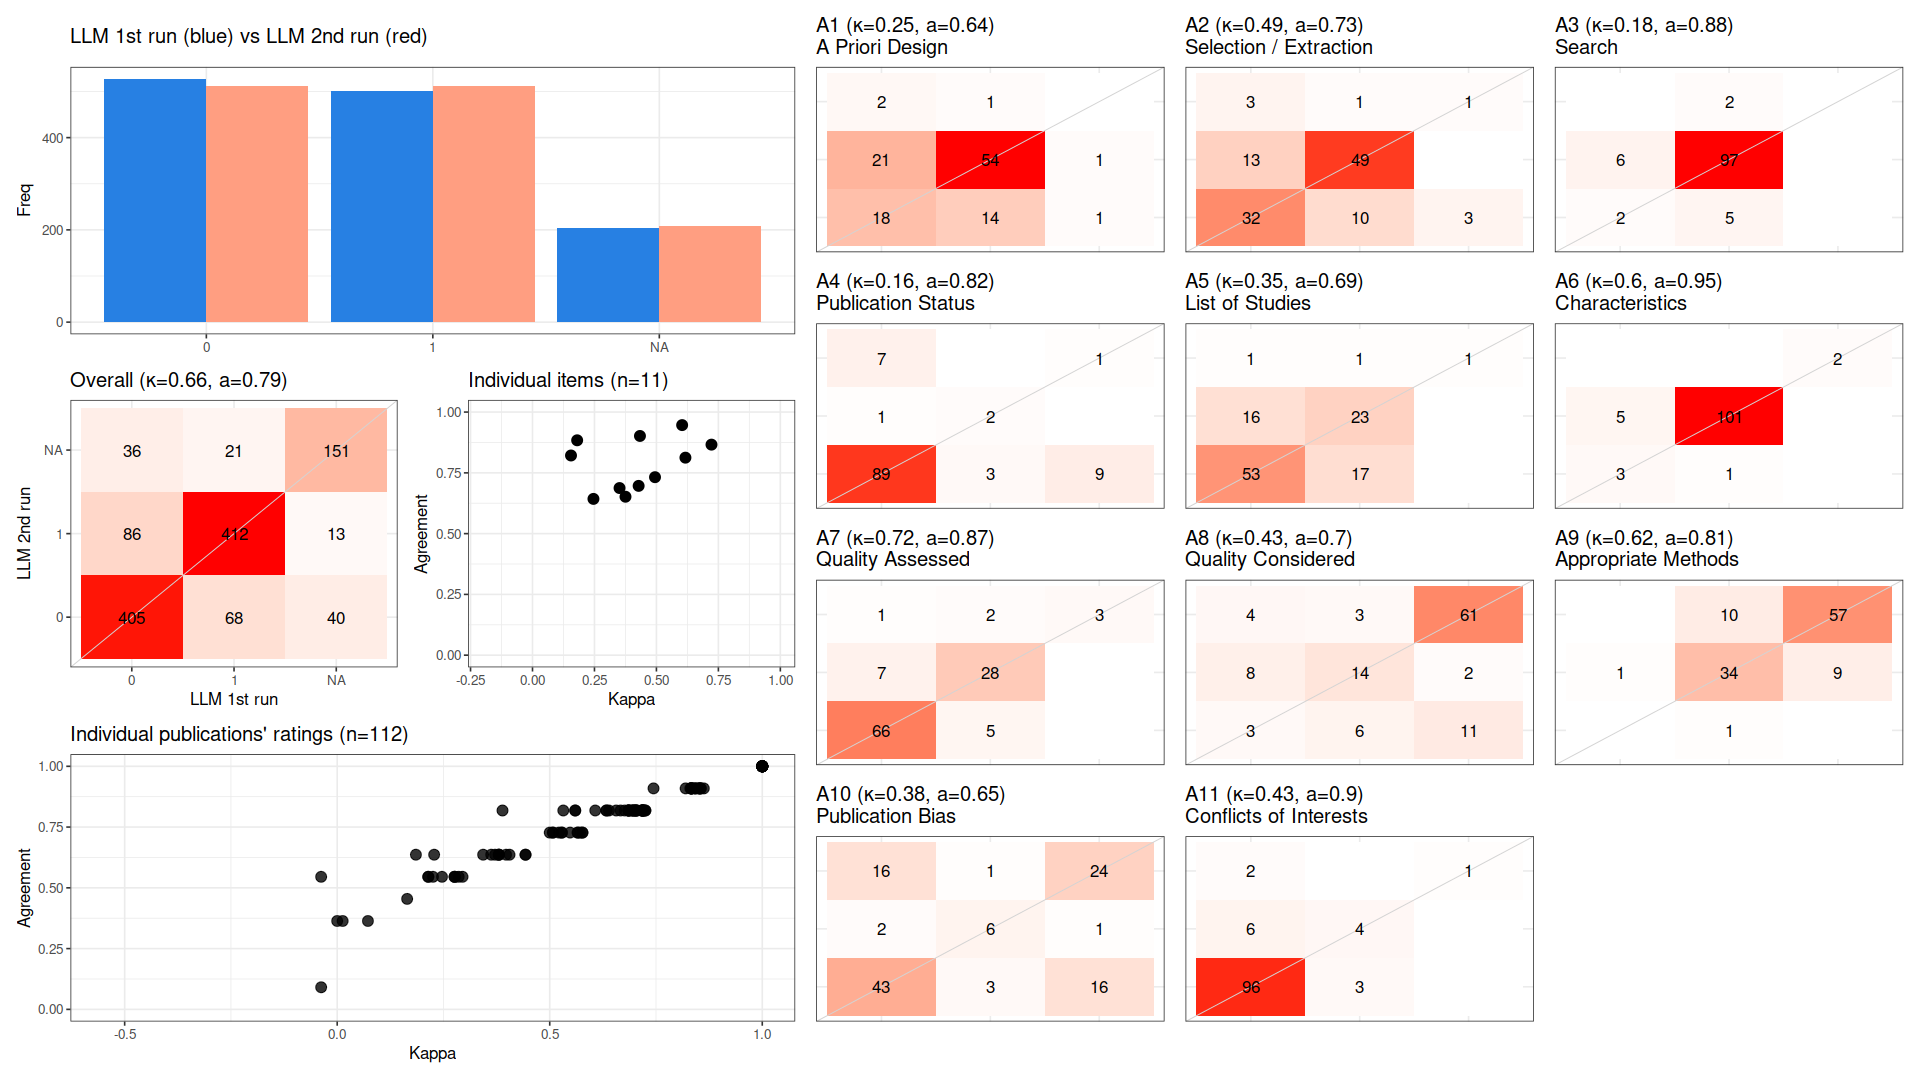 LLM 1st run (blue) vs LLM 2nd run (red)
Freq
400
200
0
0 1 NA
Overall (κ=0.66, a=0.79)
LLM 2nd run
NA 36 21 151
1 86 412 13
0 405 68 40
0 1 NA
LLM 1st run
Individual items (n=11)
Agreement
1.00
0.75
0.50
0.25
0.00
-0.25 0.00 0.25 0.50 0.75 1.00
Kappa
Individual publications' ratings (n=112)
Agreement
1.00
0.75
0.50
0.25
0.00
-0.5 0.0 0.5 1.0
Kappa
A1 (κ=0.25, a=0.64)
A Priori Design
2 1
21 54 1
18 14 1
A2 (κ=0.49, a=0.73)
Selection / Extraction
3 1 1
13 49
32 10 3
A3 (κ=0.18, a=0.88)
Search
2
6 97
2 5
A4 (κ=0.16, a=0.82)
Publication Status
7 1
1 2
89 3 9
A5 (κ=0.35, a=0.69)
List of Studies
1 1 1
16 23
53 17
A6 (κ=0.6, a=0.95)
Characteristics
2
5 101
3 1
A7 (κ=0.72, a=0.87)
Quality Assessed
1 2 3
7 28
66 5
A8 (κ=0.43, a=0.7)
Quality Considered
4 3 61
8 14 2
3 6 11
A9 (κ=0.62, a=0.81)
Appropriate Methods
10 57
1 34 9
1
A10 (κ=0.38, a=0.65)
Publication Bias
16 1 24
2 6 1
43 3 16
A11 (κ=0.43, a=0.9)
Conflicts of Interests
2 1
6 4
96 3